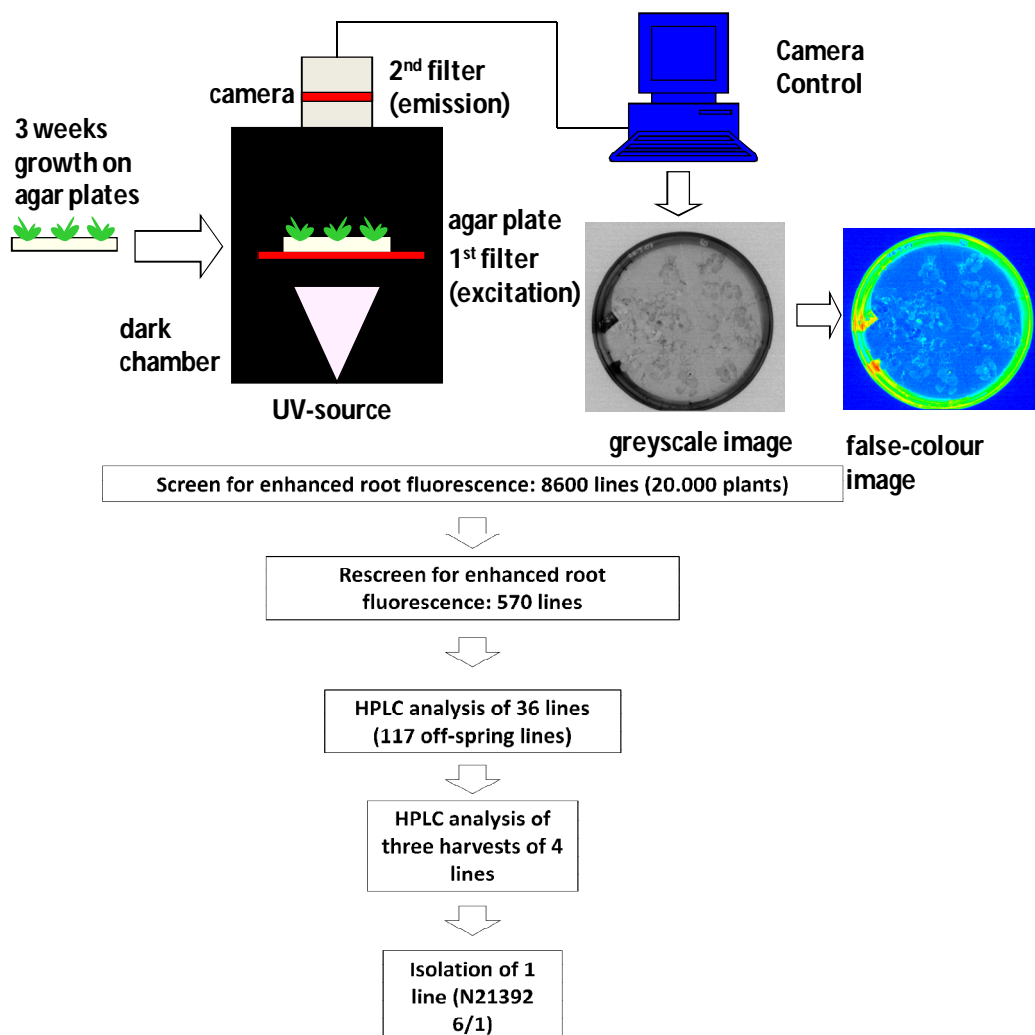 3 weeks
growth on
agar plates
camera
2nd filter
(emission)
Camera
Control
agar plate
1st filter
(excitation)
dark
chamber
UV-source
greyscale image
false-colour
image
Screen for enhanced root fluorescence: 8600 lines (20.000 plants)
Rescreen for enhanced root
fluorescence: 570 lines
HPLC analysis of 36 lines
(117 off-spring lines)
HPLC analysis of
three harvests of 4
lines
Isolation of 1
line (N21392
6/1)